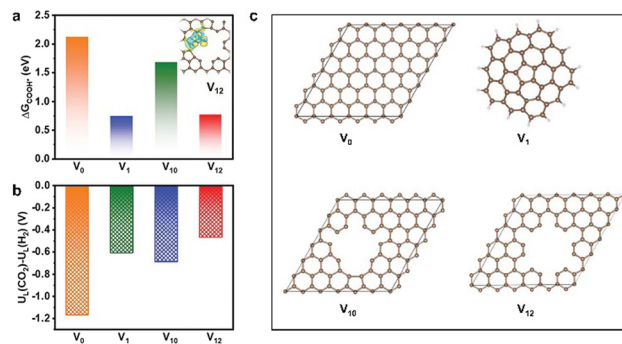 a
2.5
2.0
1.5
1.0
0.5
0.0
ΔG_COOH* (eV)
V₁₂
V₀ V₁ V₁₀ V₁₂
b
0.0
-0.2
-0.4
-0.6
-0.8
-1.0
-1.2
U_L(CO₂)-U_L(H₂) (V)
V₀ V₁ V₁₀ V₁₂
c
V₀ V₁
V₁₀ V₁₂